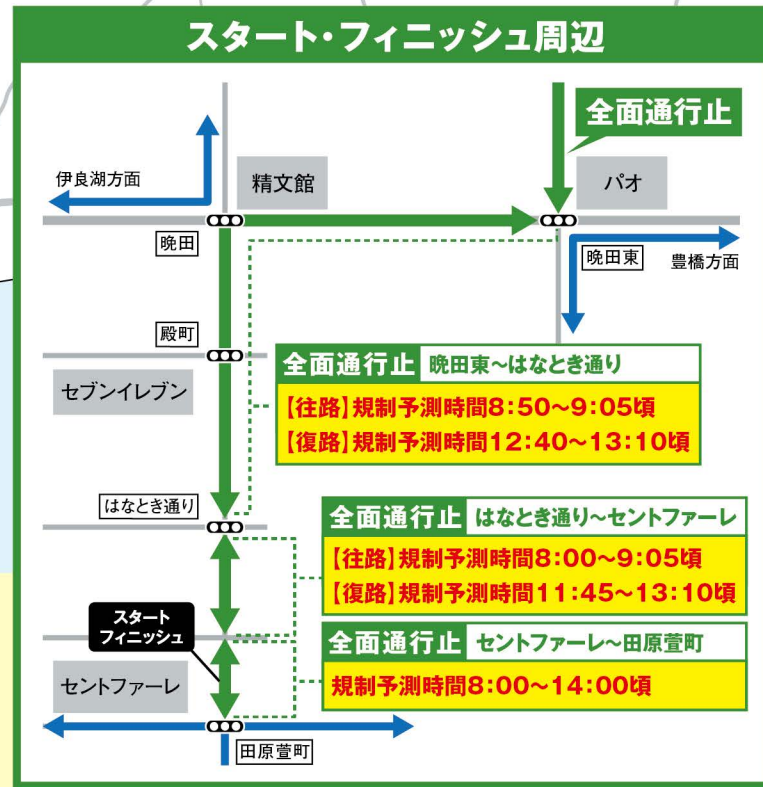 スタート・フィニッシュ周辺
全面通行止
伊良湖方面
精文館
パオ
晩田
晩田東
豊橋方面
殿町
セブンイレブン
全面通行止 晩田東～はなとき通り
【往路】規制予測時間8:50～9:05頃
【復路】規制予測時間12:40～13:10頃
はなとき通り
全面通行止 はなとき通り～セントファーレ
【往路】規制予測時間8:00～9:05頃
【復路】規制予測時間11:45～13:10頃
スタート
フィニッシュ
全面通行止 セントファーレ～田原萱町
規制予測時間8:00～14:00頃
セントファーレ
田原萱町